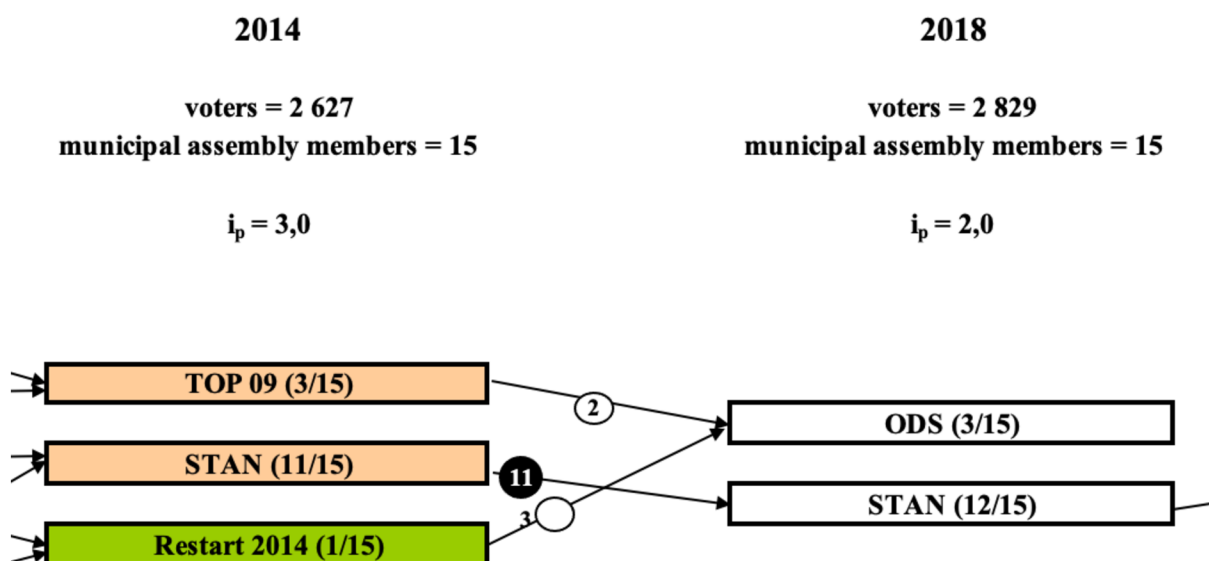 2014
voters = 2 627
municipal assembly members = 15
i_p = 3,0
2018
voters = 2 829
municipal assembly members = 15
i_p = 2,0
TOP 09 (3/15)
2
ODS (3/15)
STAN (11/15)
11
STAN (12/15)
3
Restart 2014 (1/15)